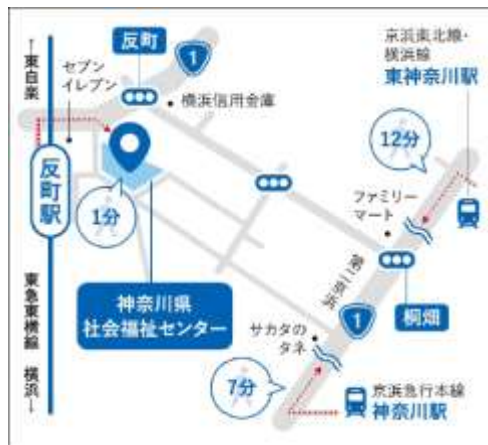 ↑東白楽
セブン
イレブン
反町
1
横浜信用金庫
京浜東北線・
横浜線
東神奈川駅
12分
反町駅
1分
ファミリー
マート
神奈川県
社会福祉センター
第二京浜
桐畑
1
サカタの
タネ
7分
京浜急行本線
神奈川駅
東急東横線 横浜↓